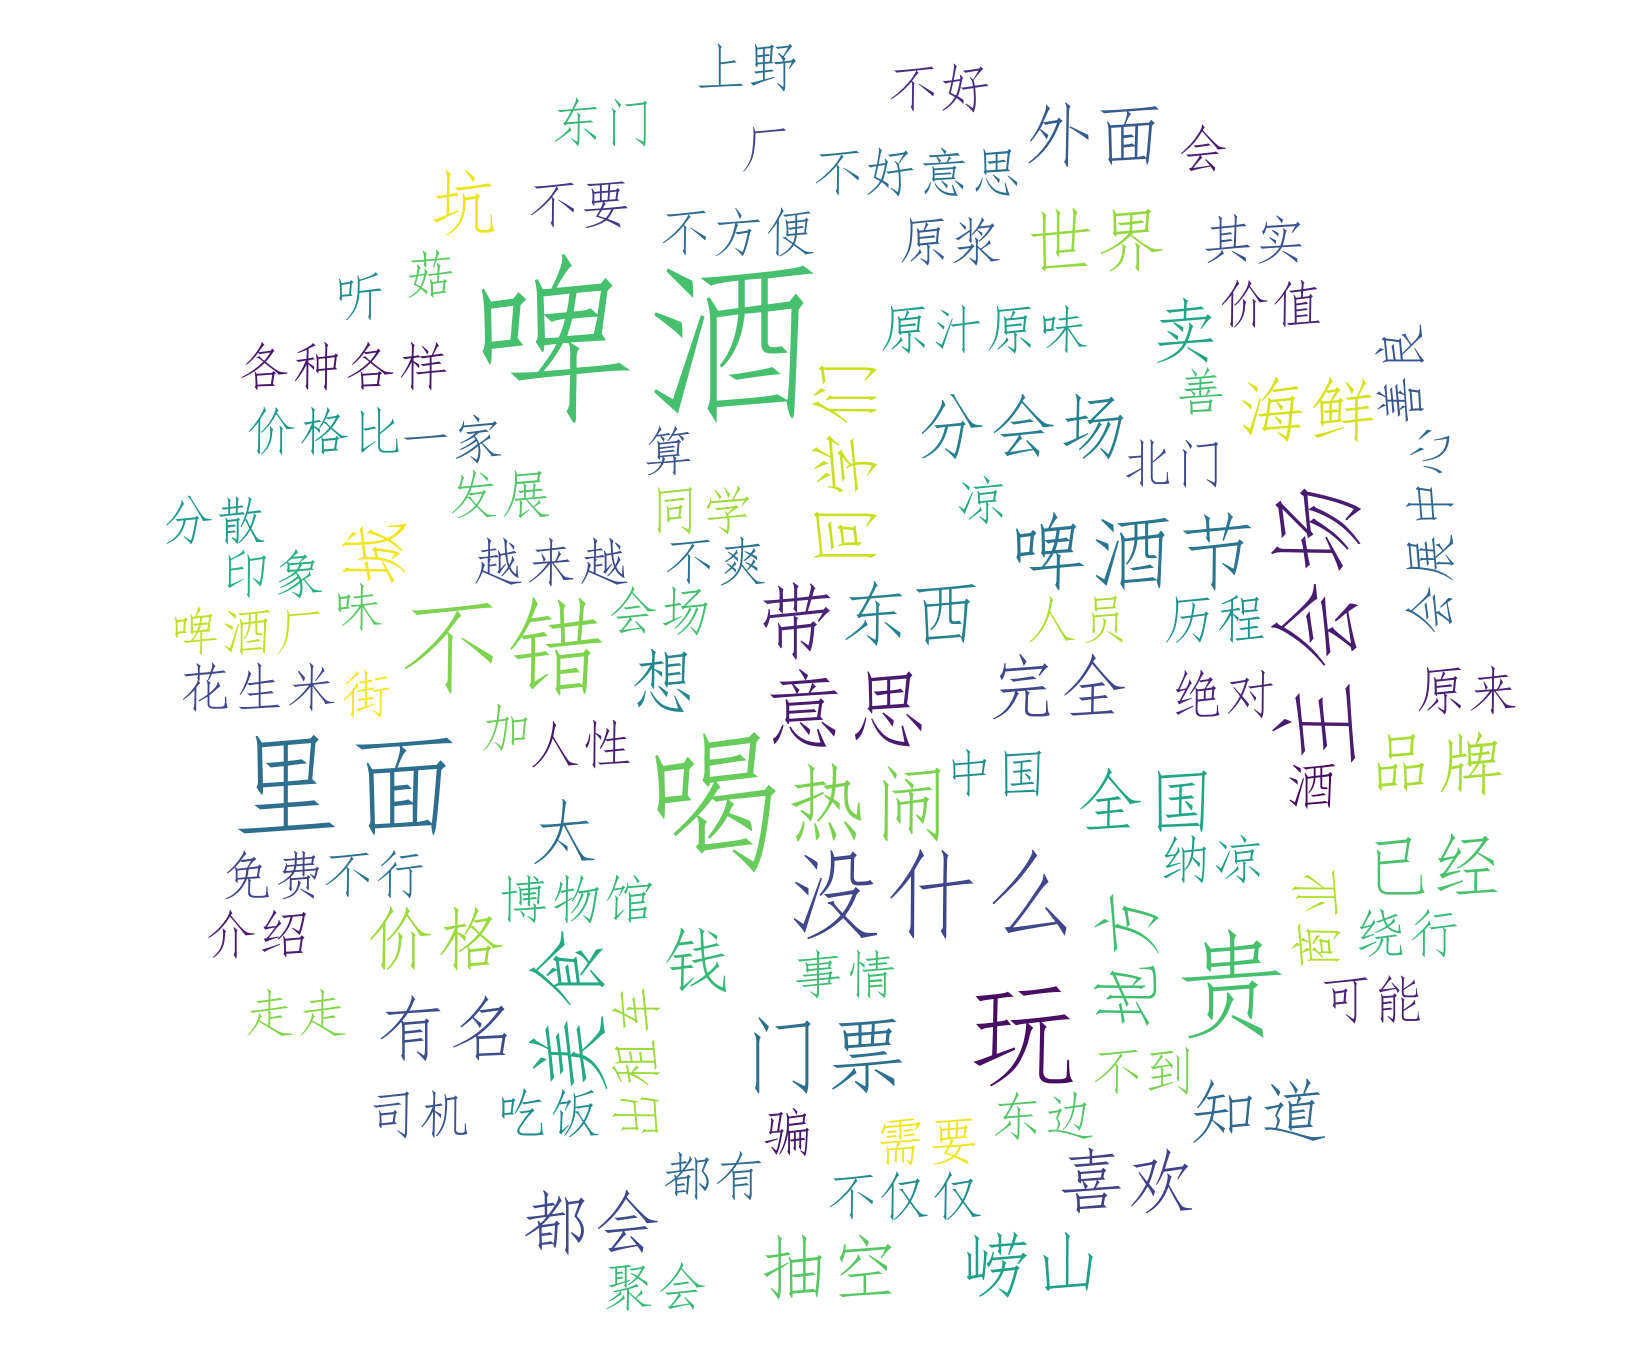 上野
不好
东门
厂
外面
会
不好意思
坑
不要
不方便
原浆
世界
其实
听
菇
啤酒
价值
原汁原味
卖
各种各样
善
善良
价格比
一家
同学们
分会场
海鲜
算
北门
会展中心
发展
同学
凉
分散
城
越来越
不爽
啤酒节
主会场
印象
味
啤酒厂
不错
会场
带
东西
人员
历程
花生米
街
想
意思
完全
绝对
原来
加
人性
里面
喝
热闹
中国
全国
酒
品牌
太
免费
不行
没什么
纳凉
已经
博物馆
介绍
价格
美食
钱
事情
地方
贵
商业
绕行
走走
有名
出租车
门票
玩
不到
可能
司机
吃饭
骗
需要
东边
知道
都有
不仅仅
喜欢
都会
聚会
抽空
崂山